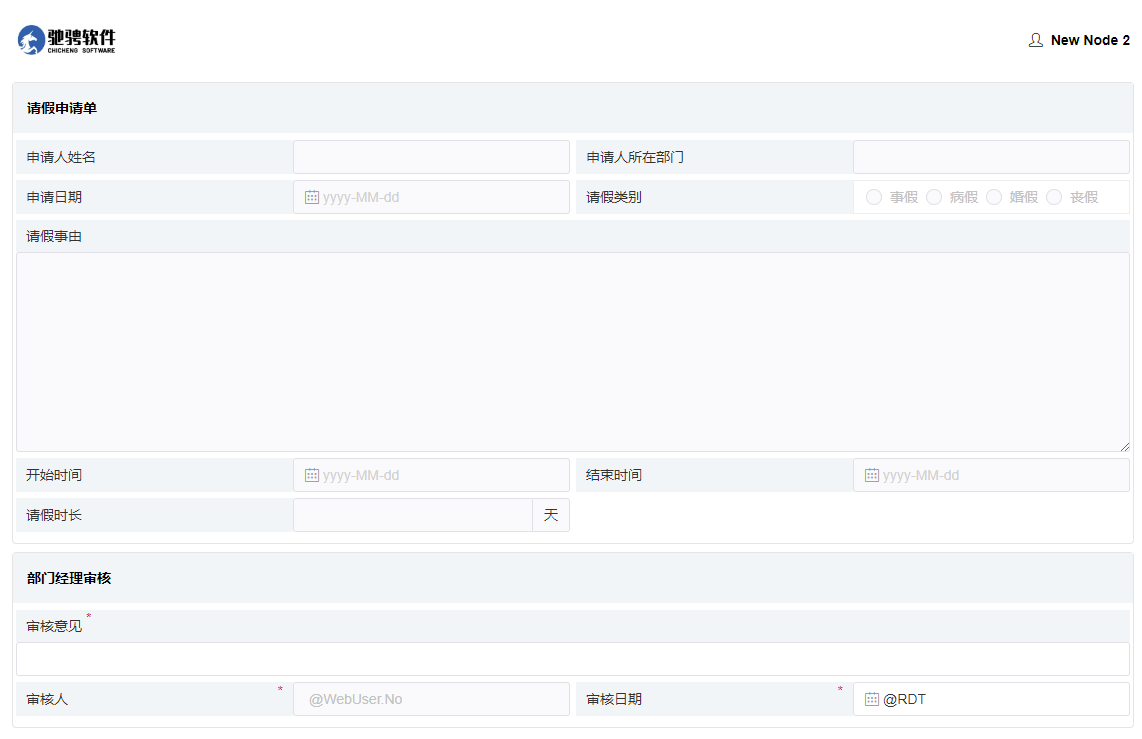 驰骋软件
CHICHENG SOFTWARE
New Node 2
请假申请单
申请人姓名 申请人所在部门
申请日期 yyyy-MM-dd 请假类别 事假 病假 婚假 丧假
请假事由
开始时间 yyyy-MM-dd 结束时间 yyyy-MM-dd
请假时长 天
部门经理审核
审核意见 *
审核人 * @WebUser.No 审核日期 * @RDT